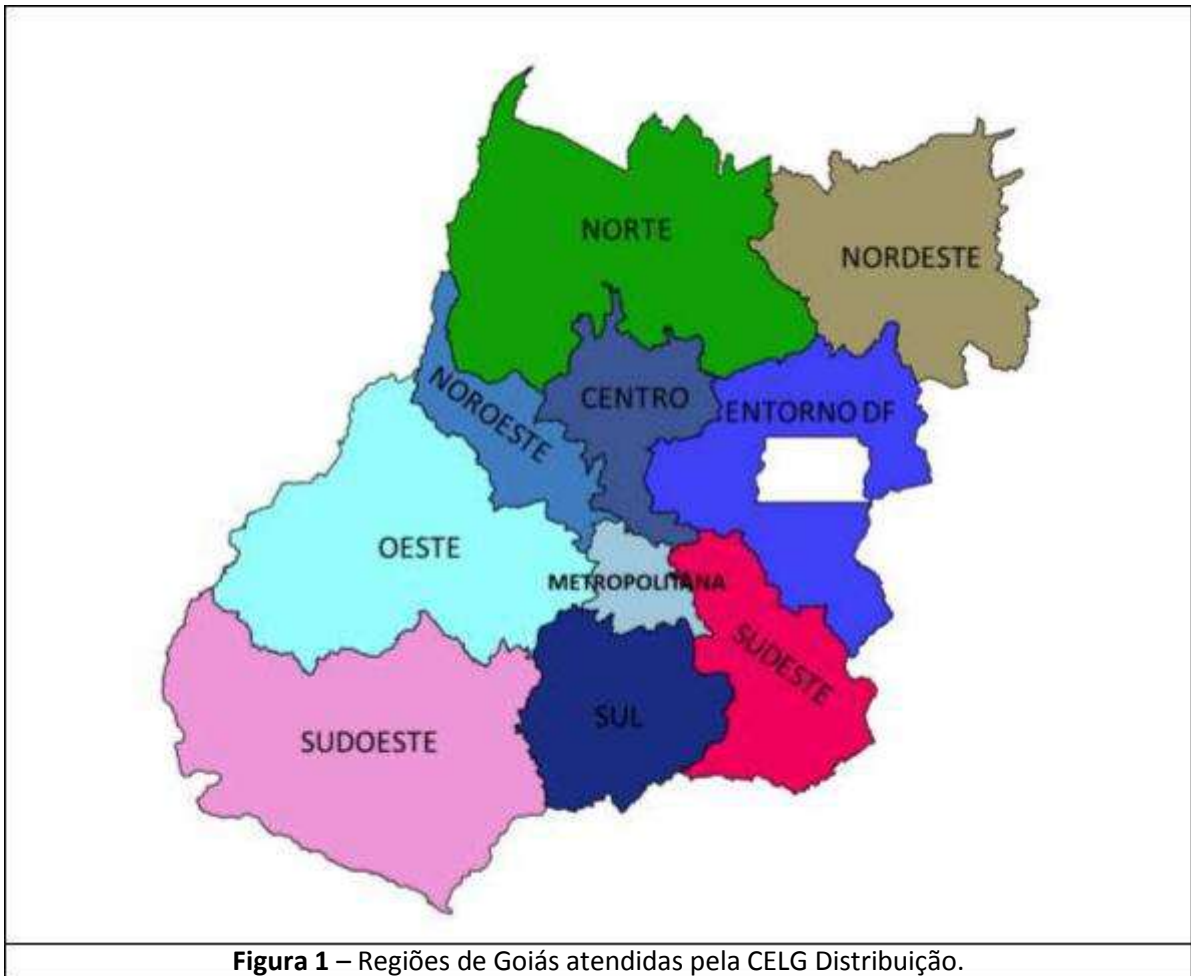 NORTE
NORDESTE
NOROESTE
CENTRO
ENTORNO DF
OESTE
METROPOLITANA
SUDESTE
SUL
SUDOESTE
Figura 1 – Regiões de Goiás atendidas pela CELG Distribuição.